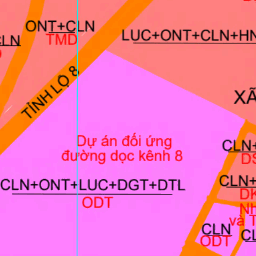 ONT+CLN
TMD
CLN
LUC+ONT+CLN+HN
TỈNH LỘ 8
XÃ
Dự án đối ứng
đường dọc kênh 8
CLN+
CLN+ONT+LUC+DGT+DTL
ODT
CLN+
CLN
ODT